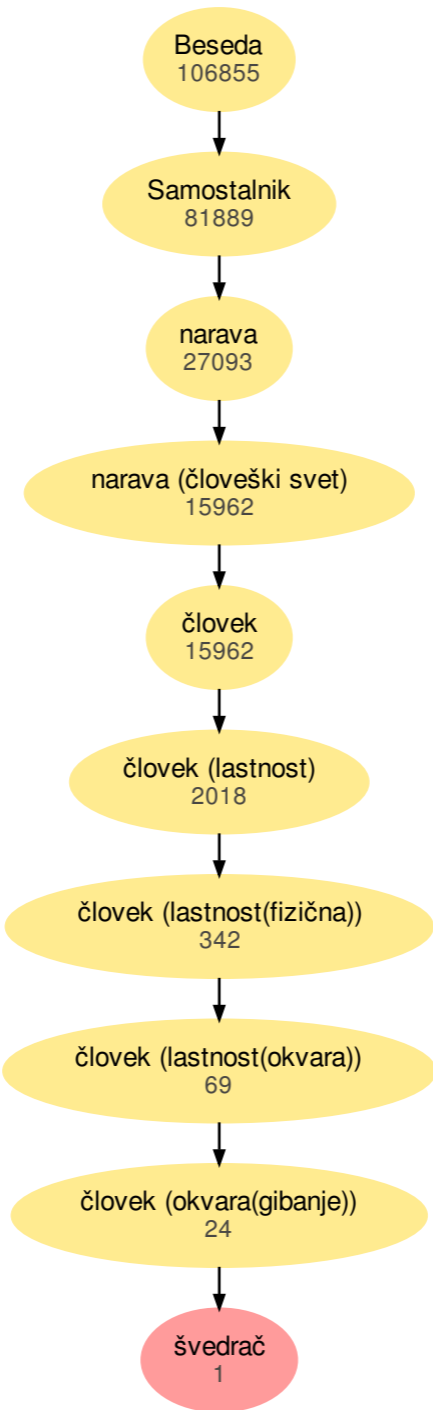 Beseda
106855
Samostalnik
81889
narava
27093
narava (človeški svet)
15962
človek
15962
človek (lastnost)
2018
človek (lastnost(fizična))
342
človek (lastnost(okvara))
69
človek (okvara(gibanje))
24
švedrač
1